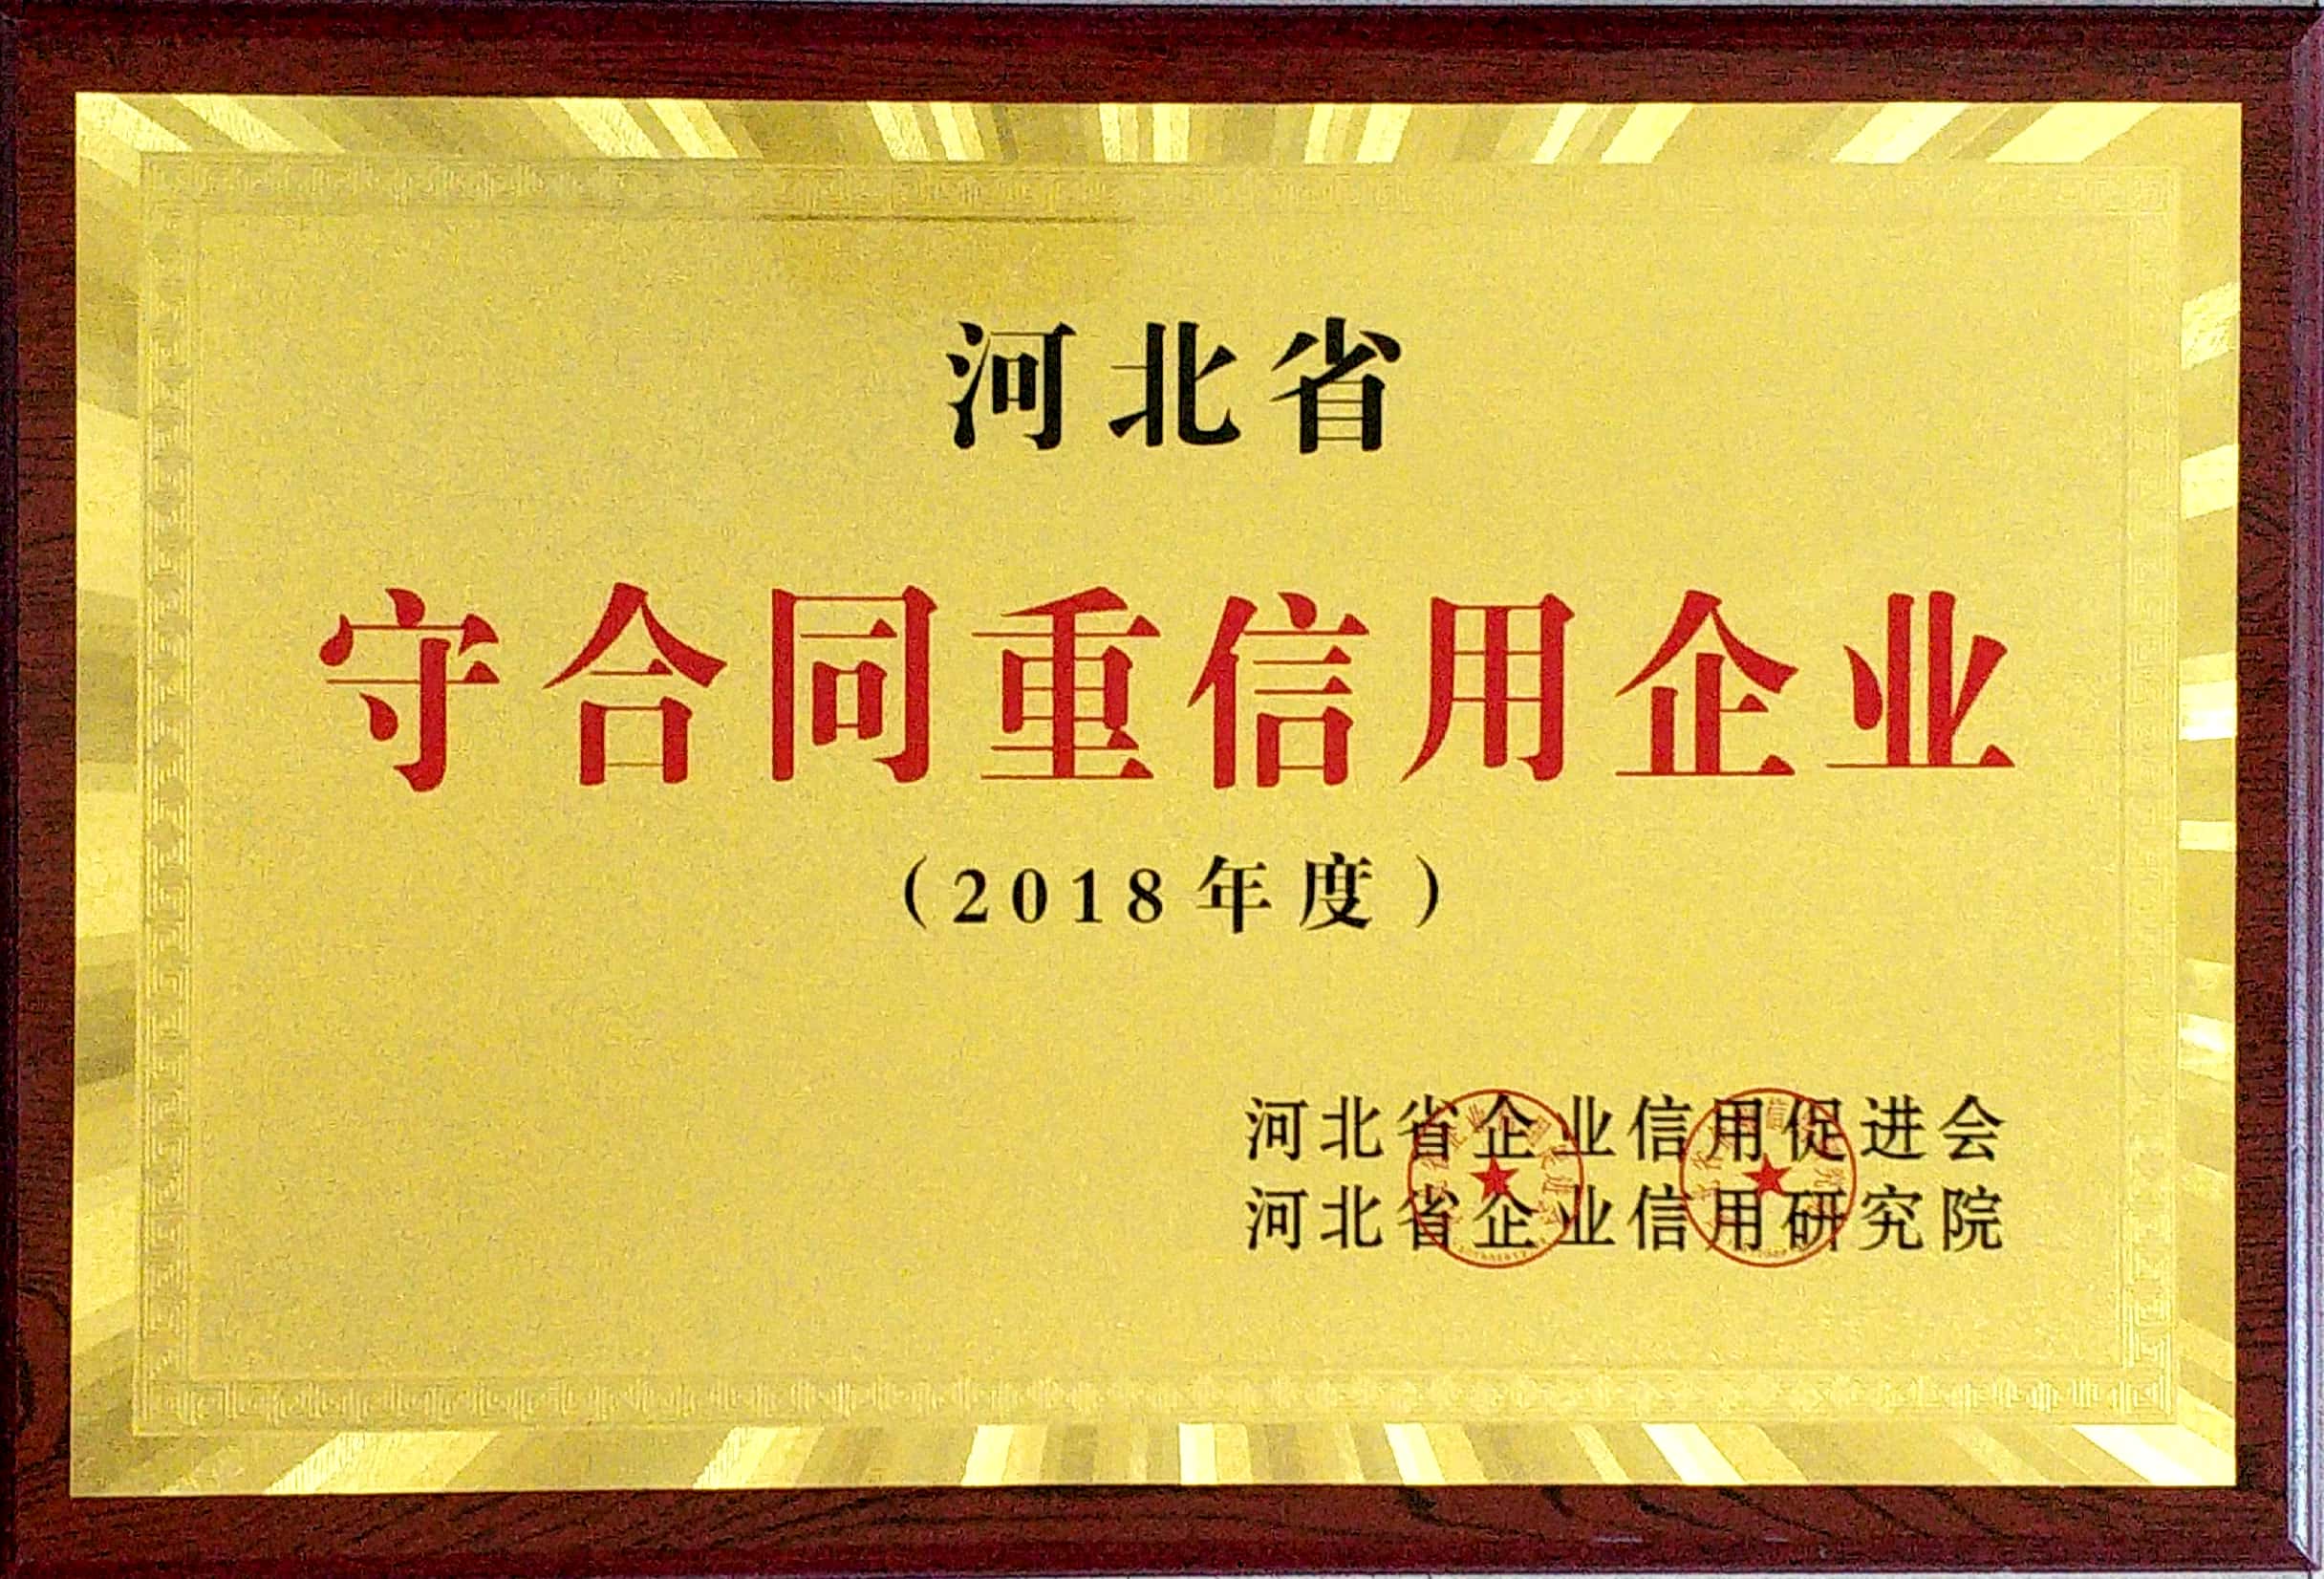 河北省
守合同重信用企业
（2018年度）
河北省企业信用促进会
河北省企业信用研究院